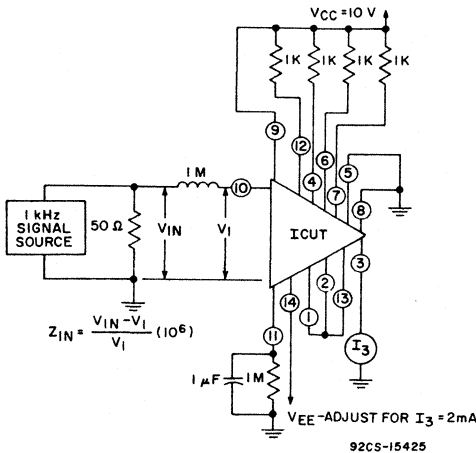 VCC=10 V
1K 1K 1K 1K
9
12
4
6
7
5
8
1 M
10
1 kHz
SIGNAL
SOURCE
50 Ω
VIN
V1
ICUT
3
14
1
2
13
11
ZIN = VIN-V1 / V1 (10⁶)
1 μF
1M
I3
VEE-ADJUST FOR I3=2mA
92CS-15425